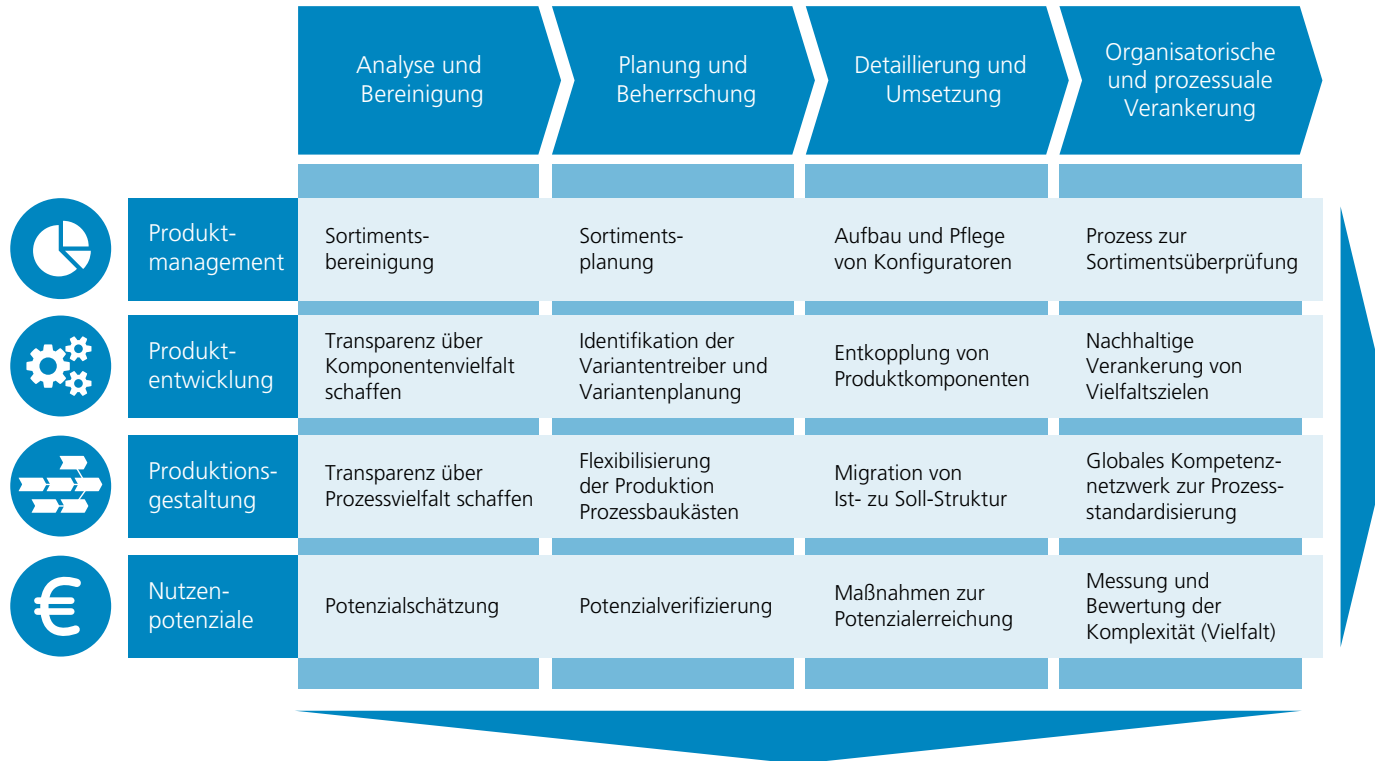 Analyse und
Bereinigung
Planung und
Beherrschung
Detaillierung und
Umsetzung
Organisatorische
und prozessuale
Verankerung
Produkt-
management
Sortiments-
bereinigung
Sortiments-
planung
Aufbau und Pflege
von Konfiguratoren
Prozess zur
Sortimentsüberprüfung
Produkt-
entwicklung
Transparenz über
Komponentenvielfalt
schaffen
Identifikation der
Variantentreiber und
Variantenplanung
Entkopplung von
Produktkomponenten
Nachhaltige
Verankerung von
Vielfaltszielen
Produktions-
gestaltung
Transparenz über
Prozessvielfalt schaffen
Flexibilisierung
der Produktion
Prozessbaukästen
Migration von
Ist- zu Soll-Struktur
Globales Kompetenz-
netzwerk zur Prozess-
standardisierung
€
Nutzen-
potenziale
Potenzialschätzung
Potenzialverifizierung
Maßnahmen zur
Potenzialerreichung
Messung und
Bewertung der
Komplexität (Vielfalt)